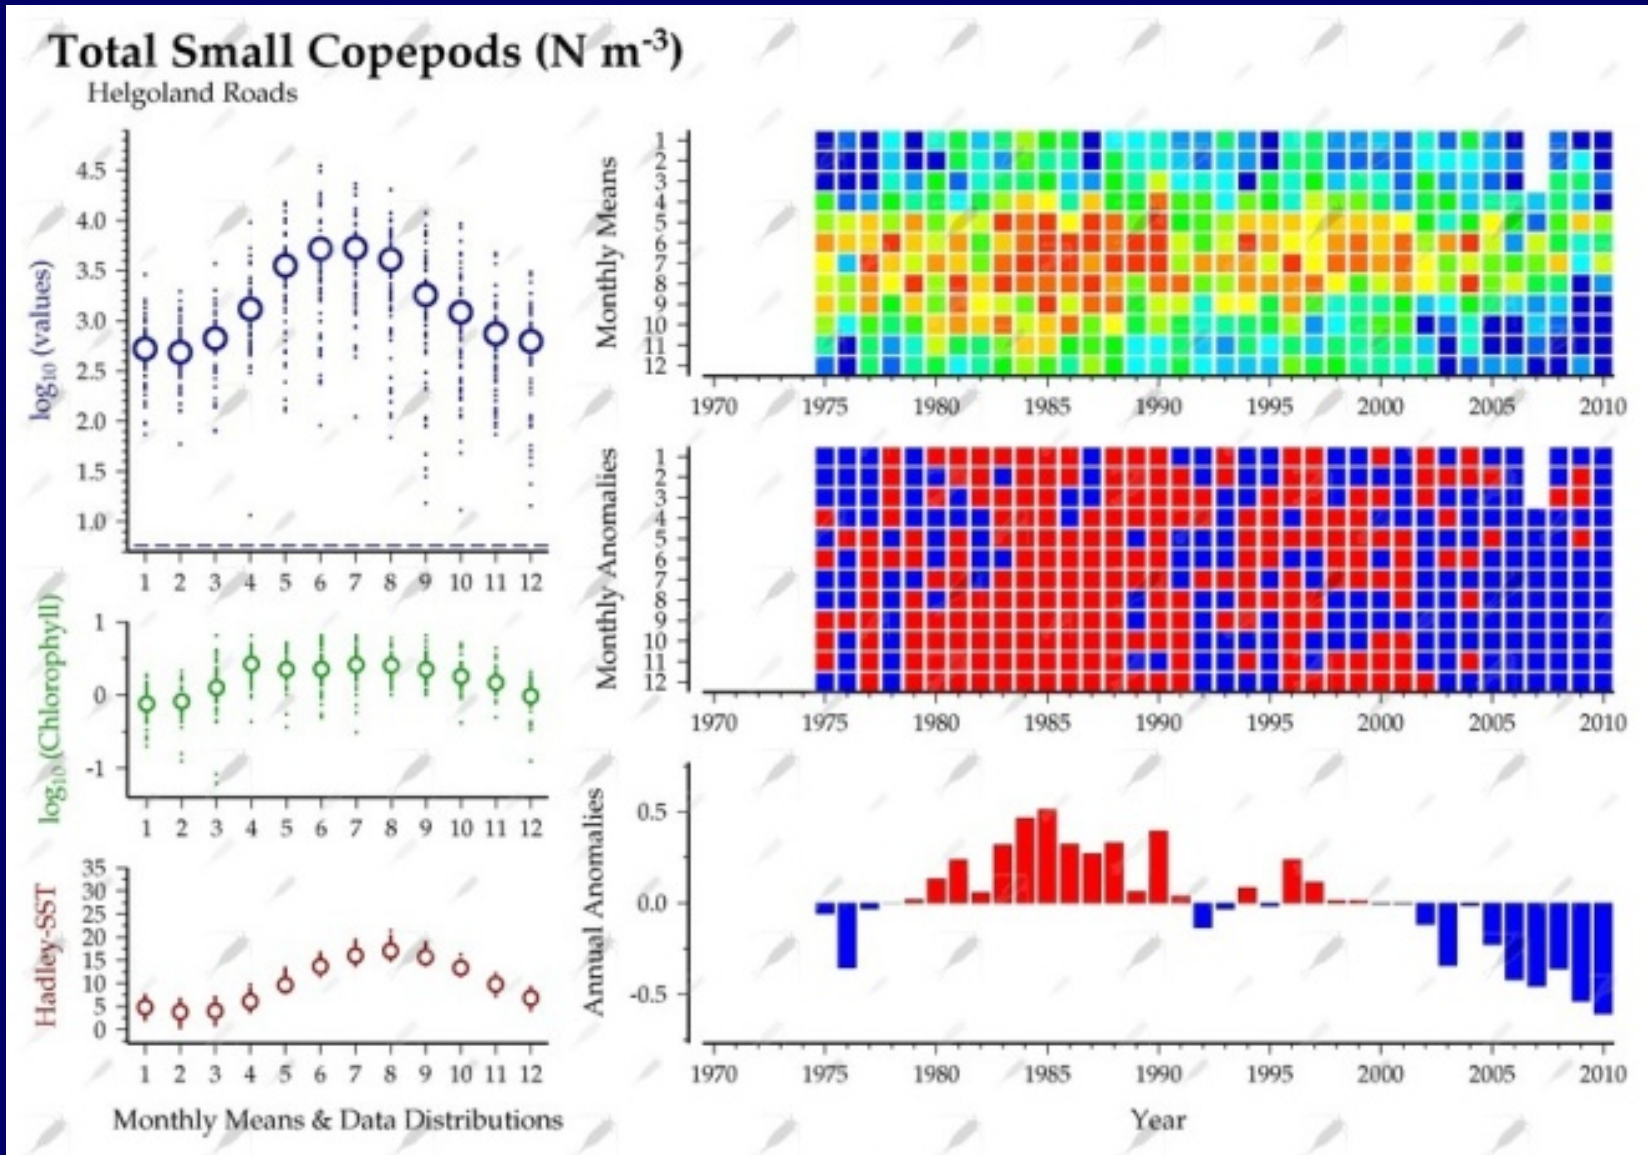 Total Small Copepods (N m-3)
Helgoland Roads
log10 (values)
4.5
4.0
3.5
3.0
2.5
2.0
1.5
1.0
1 2 3 4 5 6 7 8 9 10 11 12
log10 (Chlorophyll)
1
0
-1
1 2 3 4 5 6 7 8 9 10 11 12
Hadley-SST
35
30
25
20
15
10
5
0
1 2 3 4 5 6 7 8 9 10 11 12
Monthly Means & Data Distributions
Monthly Means
1
2
3
4
5
6
7
8
9
10
11
12
1970 1975 1980 1985 1990 1995 2000 2005 2010
Monthly Anomalies
1
2
3
4
5
6
7
8
9
10
11
12
1970 1975 1980 1985 1990 1995 2000 2005 2010
Annual Anomalies
0.5
0.0
-0.5
1970 1975 1980 1985 1990 1995 2000 2005 2010
Year